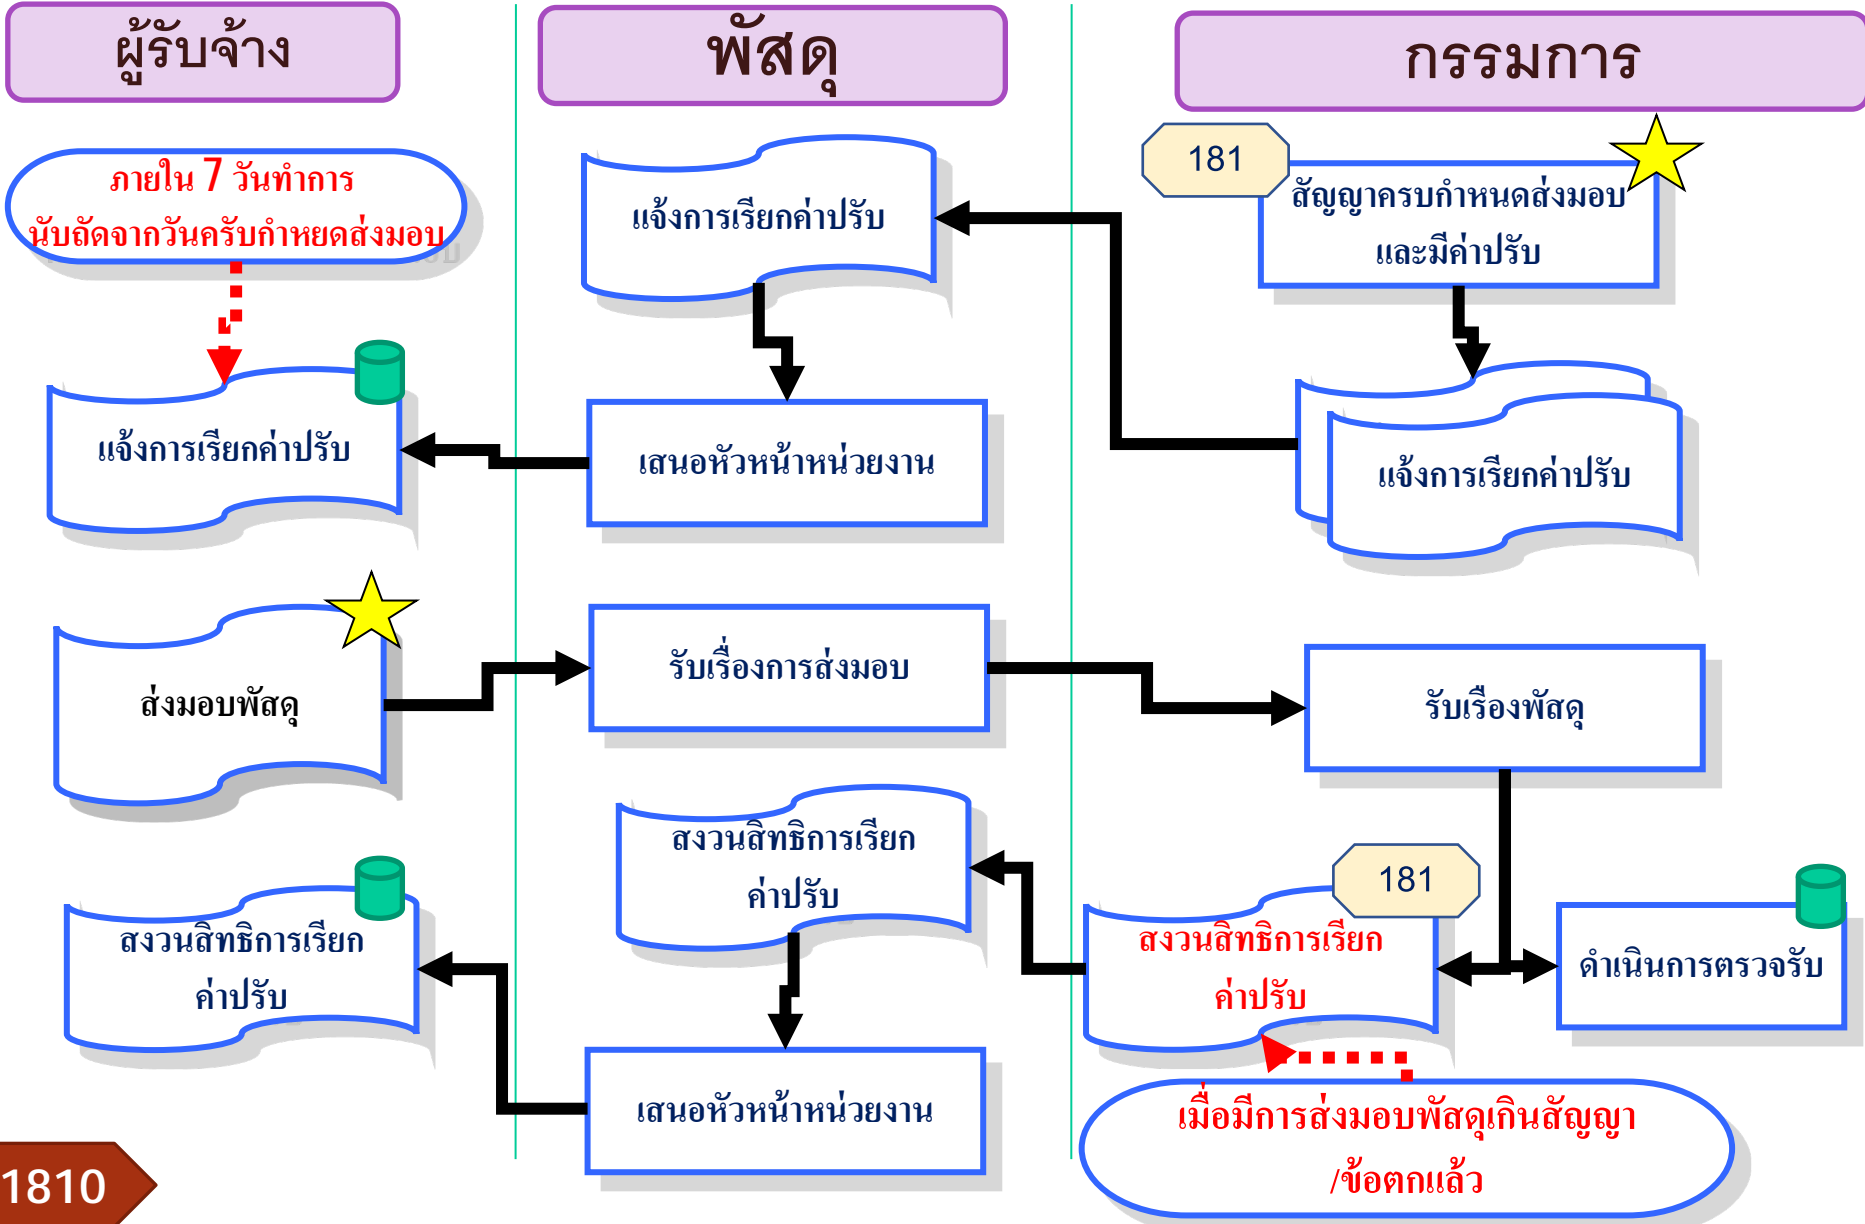 ผู้รับจ้าง
พัสดุ
กรรมการ
ภายใน 7 วันทำการ
นับถัดจากวันครับกำหยดส่งมอบ
แจ้งการเรียกค่าปรับ
181
สัญญาครบกำหนดส่งมอบ
และมีค่าปรับ
แจ้งการเรียกค่าปรับ
เสนอหัวหน้าหน่วยงาน
แจ้งการเรียกค่าปรับ
ส่งมอบพัสดุ
รับเรื่องการส่งมอบ
รับเรืองพัสดุ
สงวนสิทธิการเรียก
ค่าปรับ
181
สงวนสิทธิการเรียก
ค่าปรับ
สงวนสิทธิการเรียก
ค่าปรับ
ดำเนินการตรวจรับ
เสนอหัวหน้าหน่วยงาน
เมื่อมีการส่งมอบพัสดุเกินสัญญา
/ข้อตกแล้ว
1810